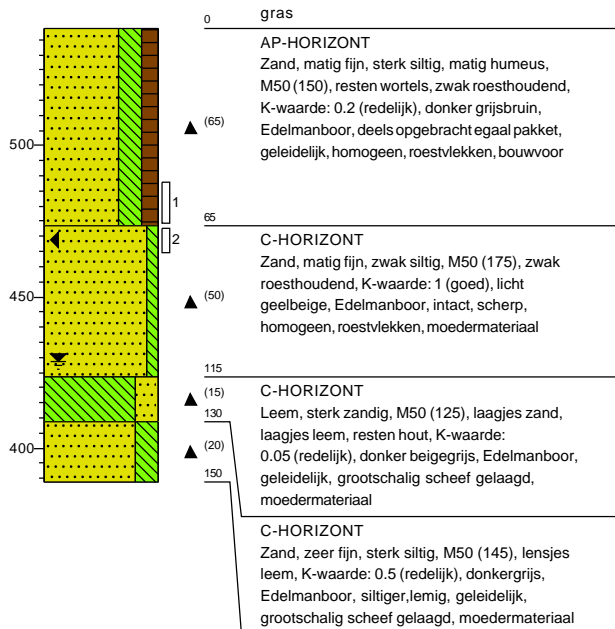 0
gras
AP-HORIZONT
Zand, matig fijn, sterk siltig, matig humeus,
M50 (150), resten wortels, zwak roesthoudend,
K-waarde: 0.2 (redelijk), donker grijsbruin,
Edelmanboor, deels opgebracht egaal pakket,
geleidelijk, homogeen, roestvlekken, bouwvoor
(65)
500
1
65
2
C-HORIZONT
Zand, matig fijn, zwak siltig, M50 (175), zwak
roesthoudend, K-waarde: 1 (goed), licht
geelbeige, Edelmanboor, intact, scherp,
homogeen, roestvlekken, moedermateriaal
450
(50)
115
C-HORIZONT
Leem, sterk zandig, M50 (125), laagjes zand,
laagjes leem, resten hout, K-waarde:
0.05 (redelijk), donker beigegrijs, Edelmanboor,
geleidelijk, grootschalig scheef gelaagd,
moedermateriaal
(15)
130
400
(20)
150
C-HORIZONT
Zand, zeer fijn, sterk siltig, M50 (145), lensjes
leem, K-waarde: 0.5 (redelijk), donkergrijs,
Edelmanboor, siltiger,lemig, geleidelijk,
grootschalig scheef gelaagd, moedermateriaal